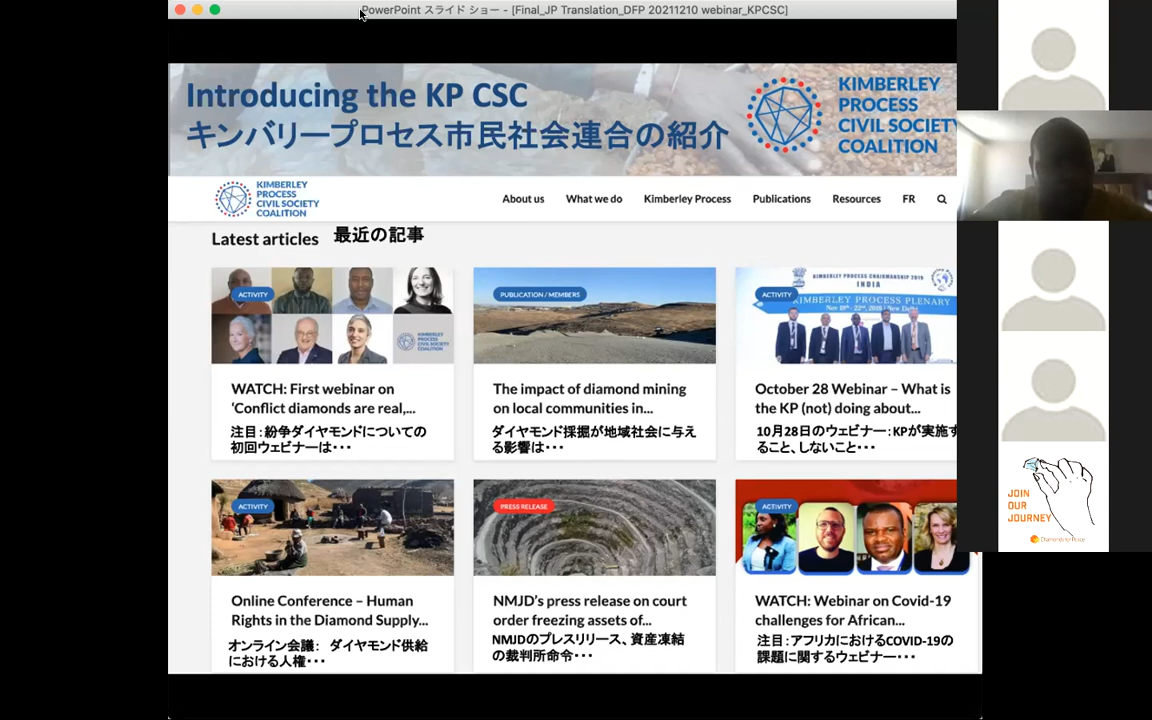 PowerPoint スライド ショー - [Final_JP Translation_DFP 20211210 webinar_KPCSC]
Introducing the KP CSC
キンバリープロセス市民社会連合の紹介
KIMBERLEY
PROCESS
CIVIL SOCIETY
COALITION
KIMBERLEY
PROCESS
CIVIL SOCIETY
COALITION
About us What we do Kimberley Process Publications Resources FR
Latest articles 最近の記事
ACTIVITY
WATCH: First webinar on
‘Conflict diamonds are real,...
注目：紛争ダイヤモンドについての
初回ウェビナーは・・・
PUBLICATION / MEMBERS
The impact of diamond mining
on local communities in...
ダイヤモンド採掘が地域社会に与え
る影響は・・・
KIMBERLEY PROCESS CHAIRMANSHIP 2019
INDIA
KIMBERLEY PROCESS PLENARY
ACTIVITY
October 28 Webinar – What is
the KP (not) doing about...
10月28日のウェビナー：KPが実施す
ること、しないこと・・・
ACTIVITY
Online Conference – Human
Rights in the Diamond Supply...
オンライン会議： ダイヤモンド供給
における人権・・・
PRESS RELEASE
NMJD’s press release on court
order freezing assets of...
NMJDのプレスリリース、資産凍結
の裁判所命令・・・
ACTIVITY
WATCH: Webinar on Covid-19
challenges for African...
注目：アフリカにおけるCOVID-19の
課題に関するウェビナー・・・
JOIN
OUR
JOURNEY